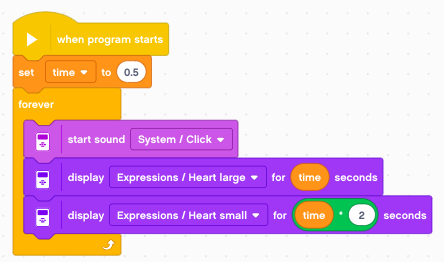 when program starts
set time to 0.5
forever
start sound System / Click
display Expressions / Heart large for time seconds
display Expressions / Heart small for time * 2 seconds